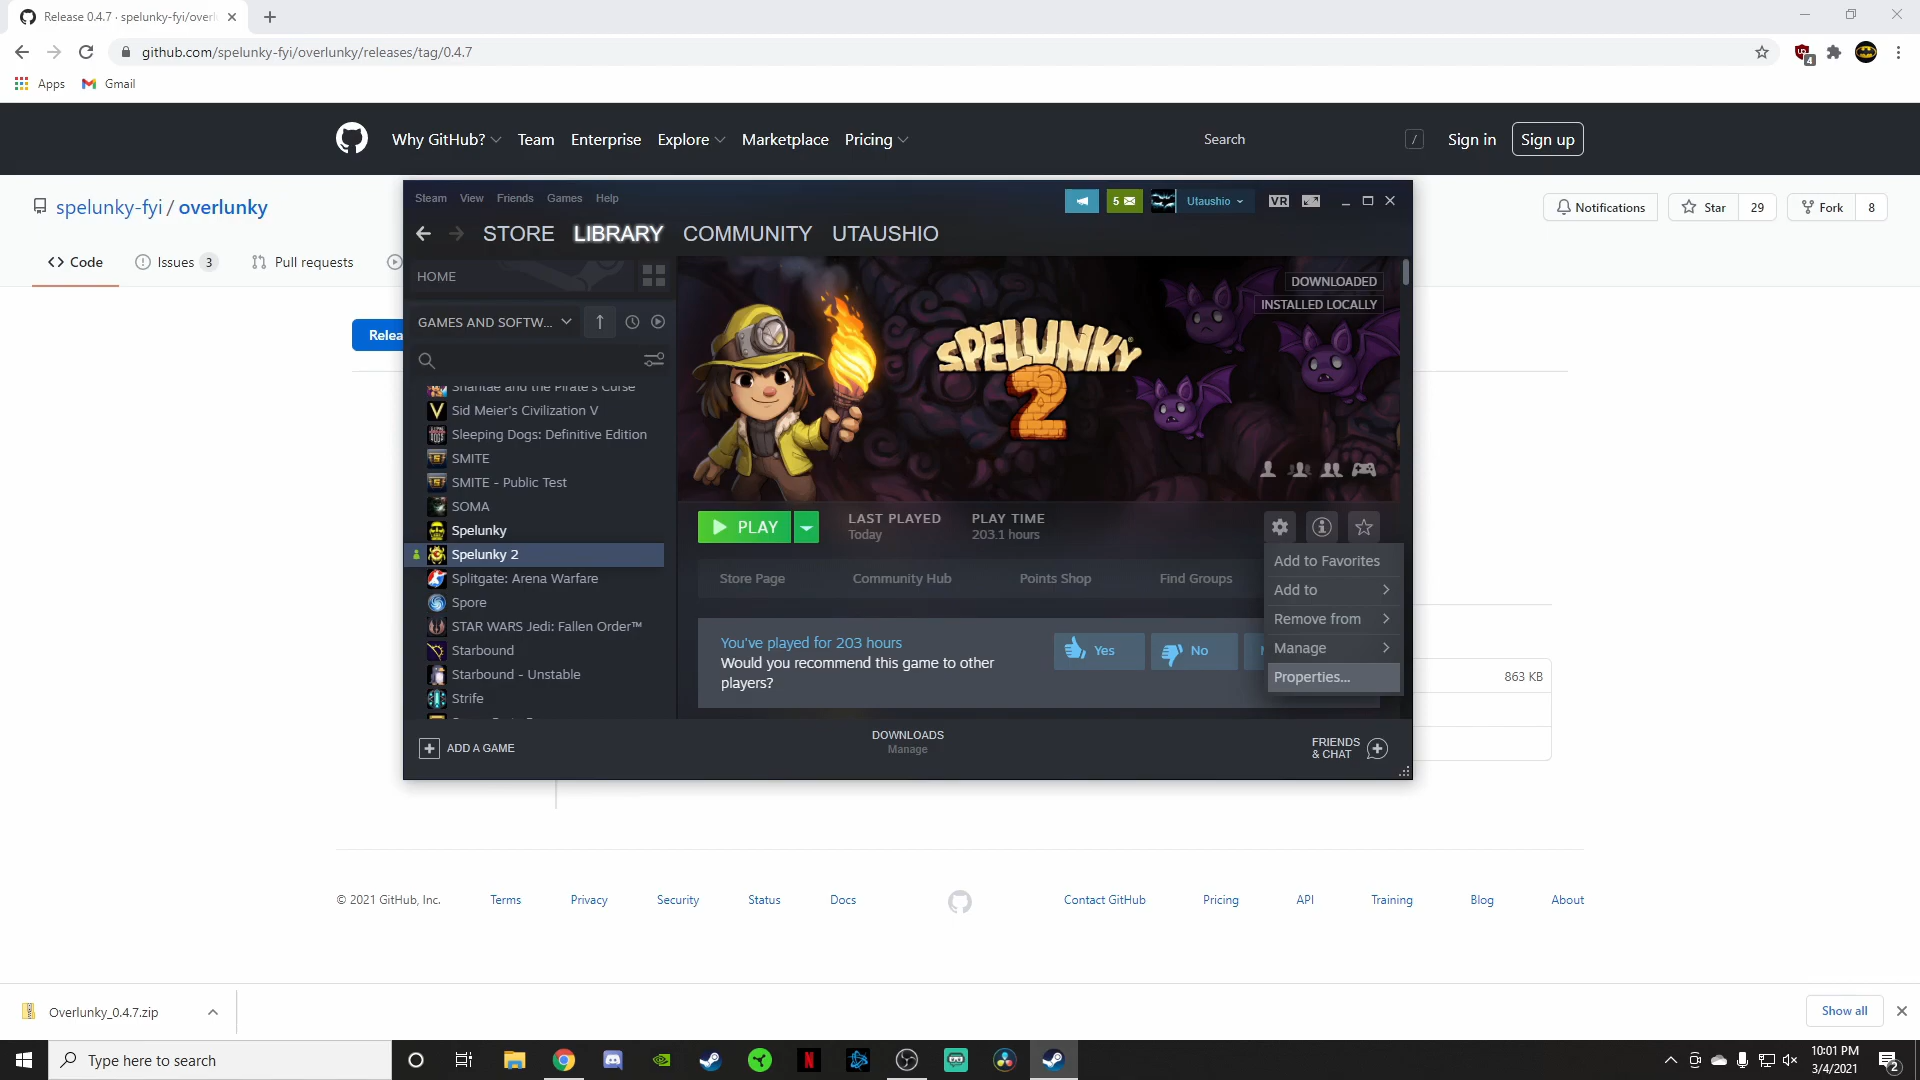 Release 0.4.7 · spelunky-fyi/overl
github.com/spelunky-fyi/overlunky/releases/tag/0.4.7
4
Apps
Gmail
Why GitHub?
Team
Enterprise
Explore
Marketplace
Pricing
Search
/
Sign in
Sign up
spelunky-fyi / overlunky
Notifications
Star
29
Fork
8
Code
Issues 3
Pull requests
Relea
863 KB
Steam
View
Friends
Games
Help
5
Utaushio
VR
STORE
LIBRARY
COMMUNITY
UTAUSHIO
HOME
GAMES AND SOFTW...
Shantae and the Pirate's Curse
Sid Meier's Civilization V
Sleeping Dogs: Definitive Edition
SMITE
SMITE - Public Test
SOMA
Spelunky
Spelunky 2
Splitgate: Arena Warfare
Spore
STAR WARS Jedi: Fallen Order™
Starbound
Starbound - Unstable
Strife
DOWNLOADED
INSTALLED LOCALLY
SPELUNKY
2
PLAY
LAST PLAYED
Today
PLAY TIME
203.1 hours
Store Page
Community Hub
Points Shop
Find Groups
Add to Favorites
Add to
Remove from
Manage
Properties...
You've played for 203 hours
Would you recommend this game to other
players?
Yes
No
ADD A GAME
DOWNLOADS
Manage
FRIENDS
& CHAT
© 2021 GitHub, Inc.
Terms
Privacy
Security
Status
Docs
Contact GitHub
Pricing
API
Training
Blog
About
Overlunky_0.4.7.zip
Show all
Type here to search
10:01 PM
3/4/2021
2